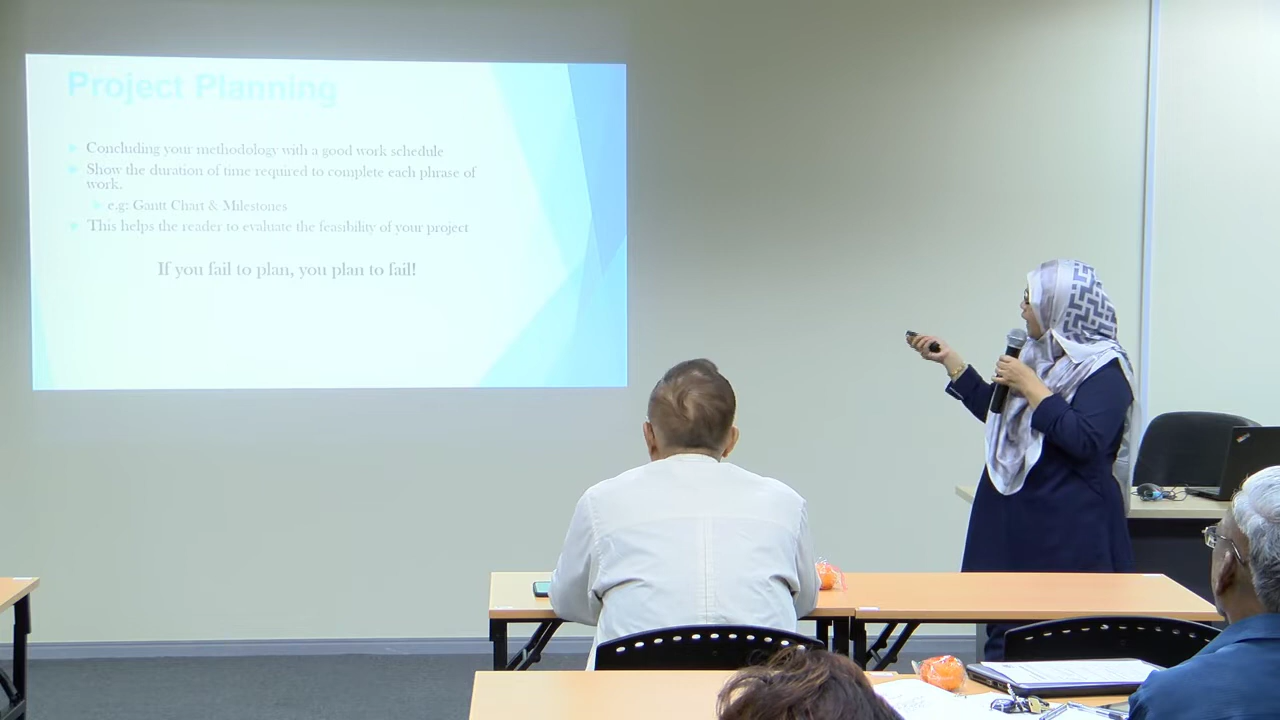 Project Planning
Concluding your methodology with a good work schedule
Show the duration of time required to complete each phrase of
work.
e.g: Gantt Chart & Milestones
This helps the reader to evaluate the feasibility of your project
If you fail to plan, you plan to fail!